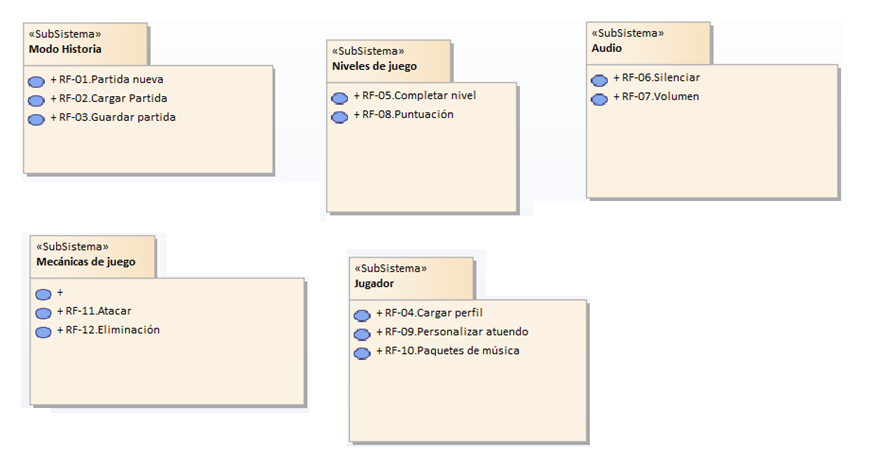 «SubSistema»
Modo Historia
+ RF-01.Partida nueva
+ RF-02.Cargar Partida
+ RF-03.Guardar partida
«SubSistema»
Niveles de juego
+ RF-05.Completar nivel
+ RF-08.Puntuación
«SubSistema»
Audio
+ RF-06.Silenciar
+ RF-07.Volumen
«SubSistema»
Mecánicas de juego
+
+ RF-11.Atacar
+ RF-12.Eliminación
«SubSistema»
Jugador
+ RF-04.Cargar perfil
+ RF-09.Personalizar atuendo
+ RF-10.Paquetes de música